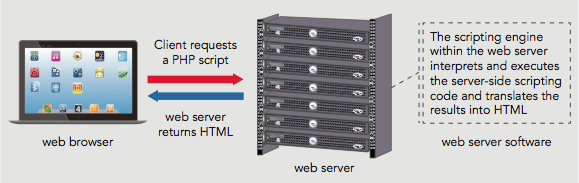 Client requests
a PHP script
web server
returns HTML
web browser
web server
The scripting engine
within the web server
interprets and executes
the server-side scripting
code and translates the
results into HTML
web server software